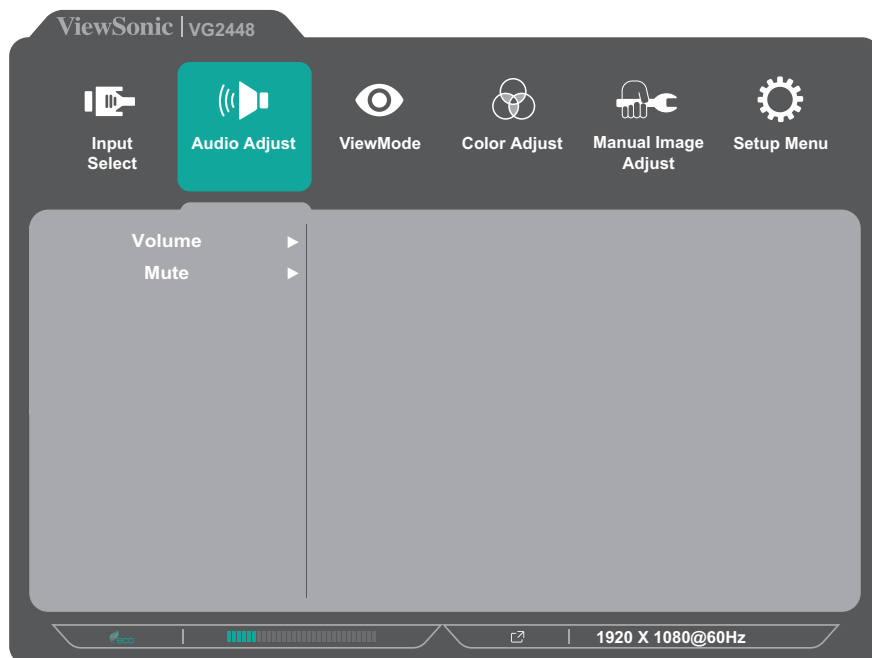 ViewSonic | VG2448
Input Select
Audio Adjust
ViewMode
Color Adjust
Manual Image Adjust
Setup Menu
Volume
Mute
eco
1920 X 1080@60Hz